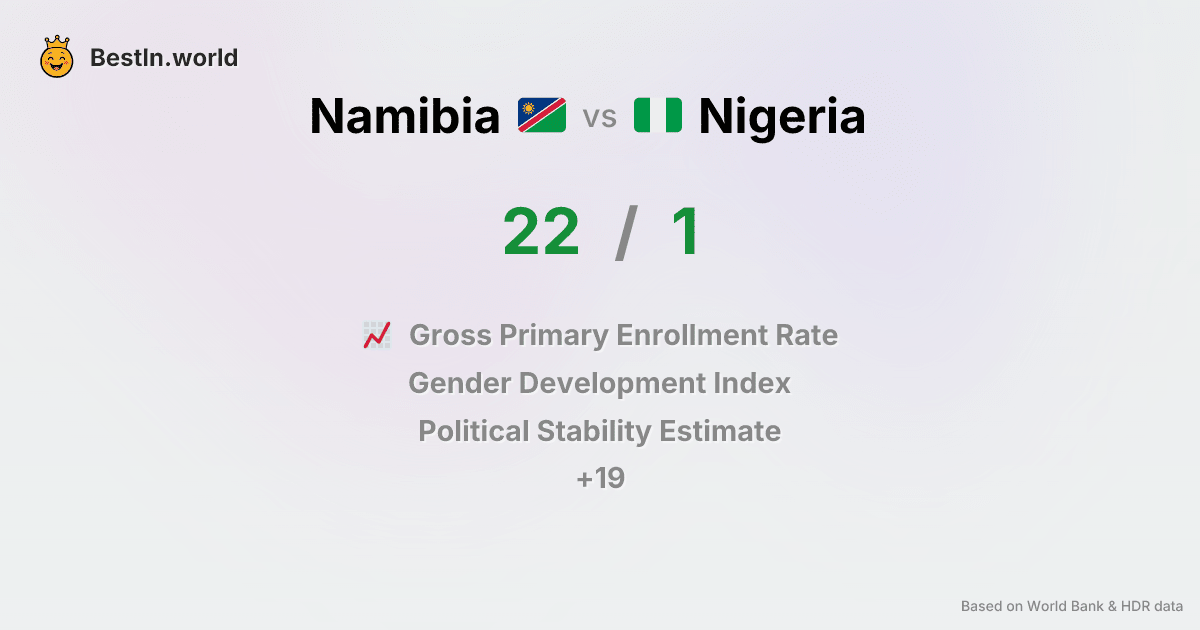 BestIn.world
Namibia vs Nigeria
22 / 1
Gross Primary Enrollment Rate
Gender Development Index
Political Stability Estimate
+19
Based on World Bank & HDR data